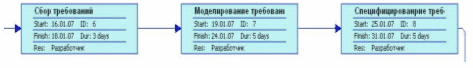 Сбор требований
Start: 16.01.07 ID: 6
Finish: 18.01.07 Dur: 3 days
Res: Разработчик
Моделирование требовани
Start: 19.01.07 ID: 7
Finish: 24.01.07 Dur: 5 days
Res: Разработчик
Специфицирование треб-
Start: 25.01.07 ID: 8
Finish: 31.01.07 Dur: 5 days
Res: Разработчик